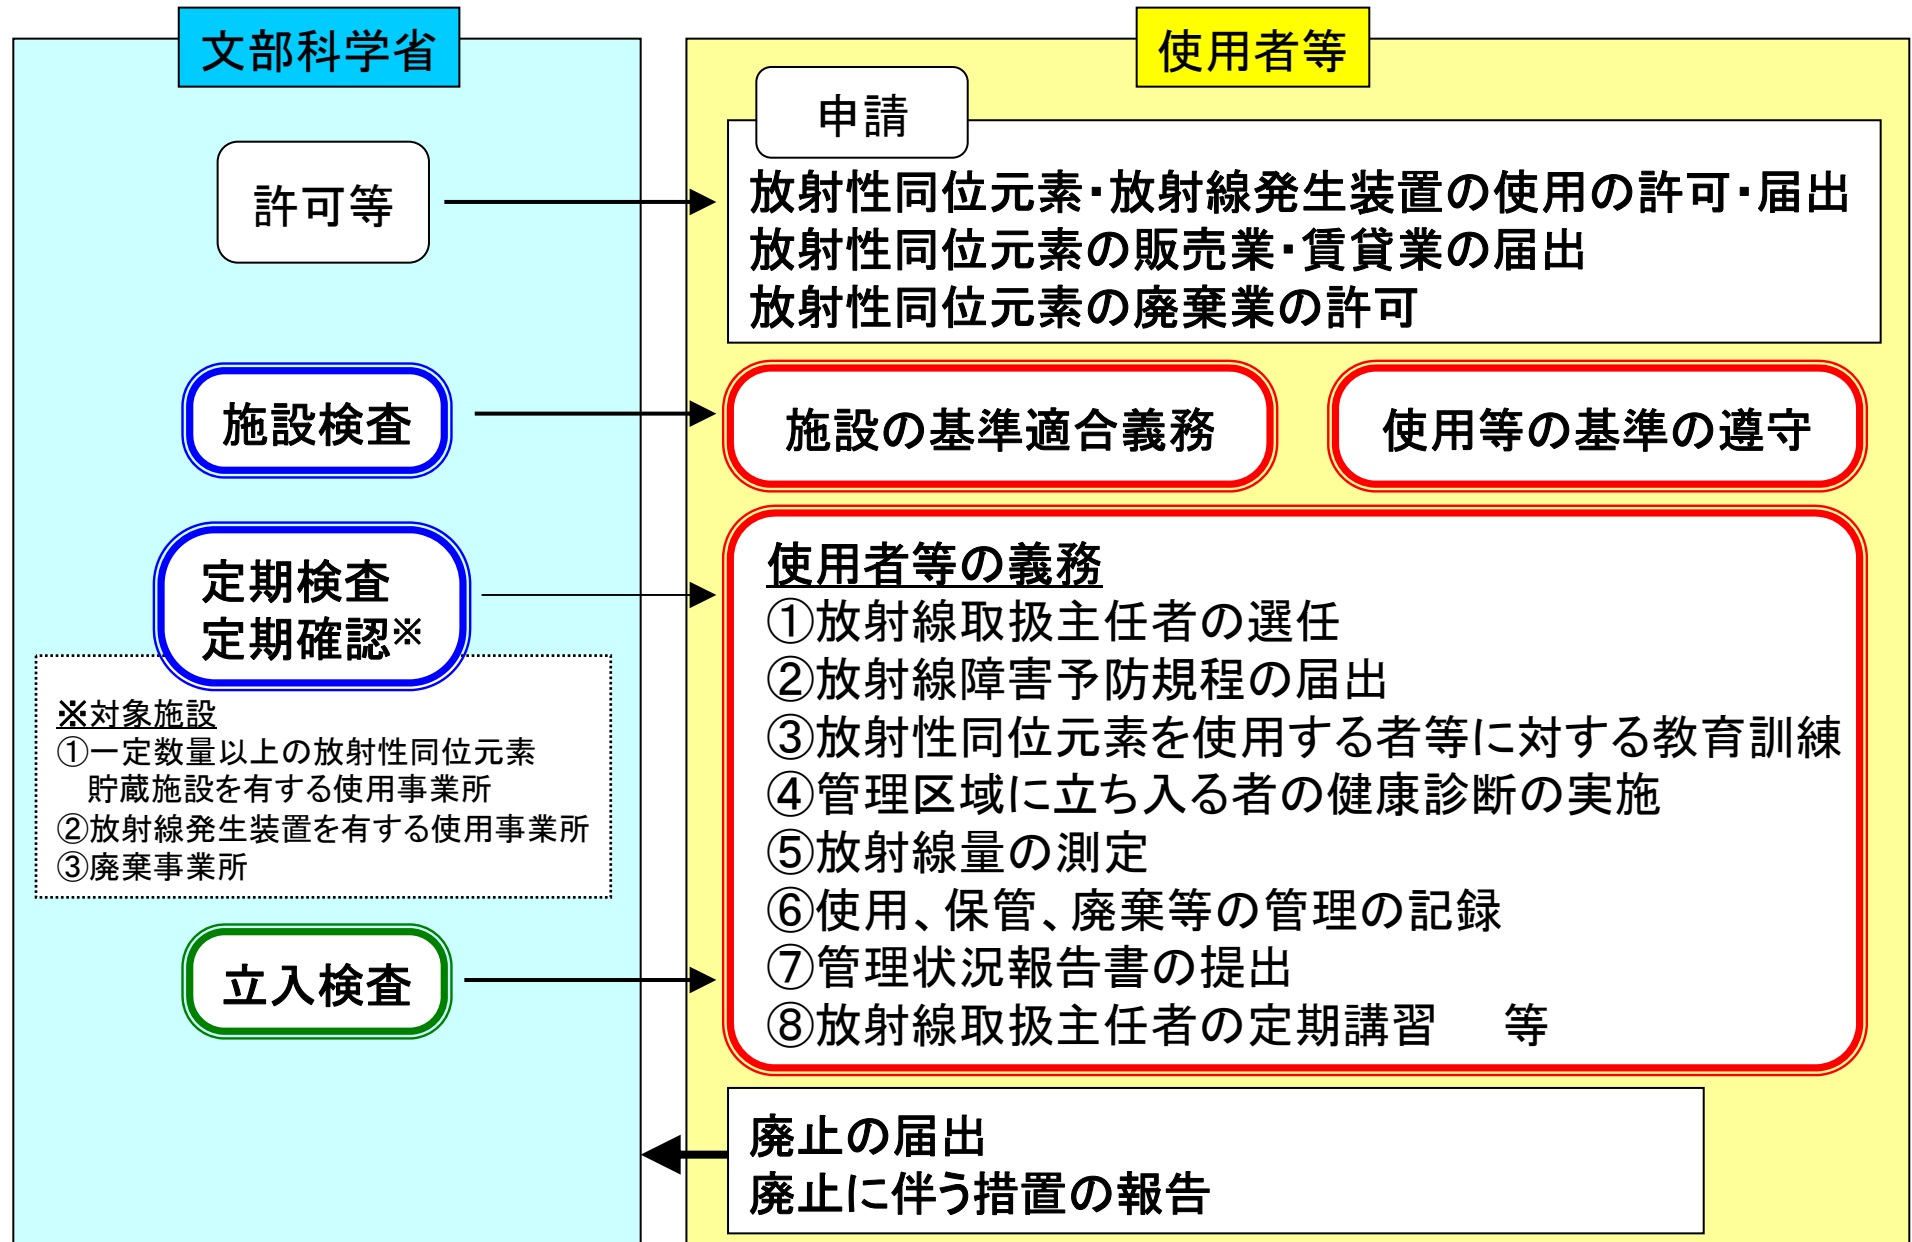 文部科学省
許可等
施設検査
定期検査
定期確認※
※対象施設
①一定数量以上の放射性同位元素
貯蔵施設を有する使用事業所
②放射線発生装置を有する使用事業所
③廃棄事業所
立入検査
使用者等
申請
放射性同位元素・放射線発生装置の使用の許可・届出
放射性同位元素の販売業・賃貸業の届出
放射性同位元素の廃棄業の許可
施設の基準適合義務
使用等の基準の遵守
使用者等の義務
①放射線取扱主任者の選任
②放射線障害予防規程の届出
③放射性同位元素を使用する者等に対する教育訓練
④管理区域に立ち入る者の健康診断の実施
⑤放射線量の測定
⑥使用、保管、廃棄等の管理の記録
⑦管理状況報告書の提出
⑧放射線取扱主任者の定期講習　等
廃止の届出
廃止に伴う措置の報告